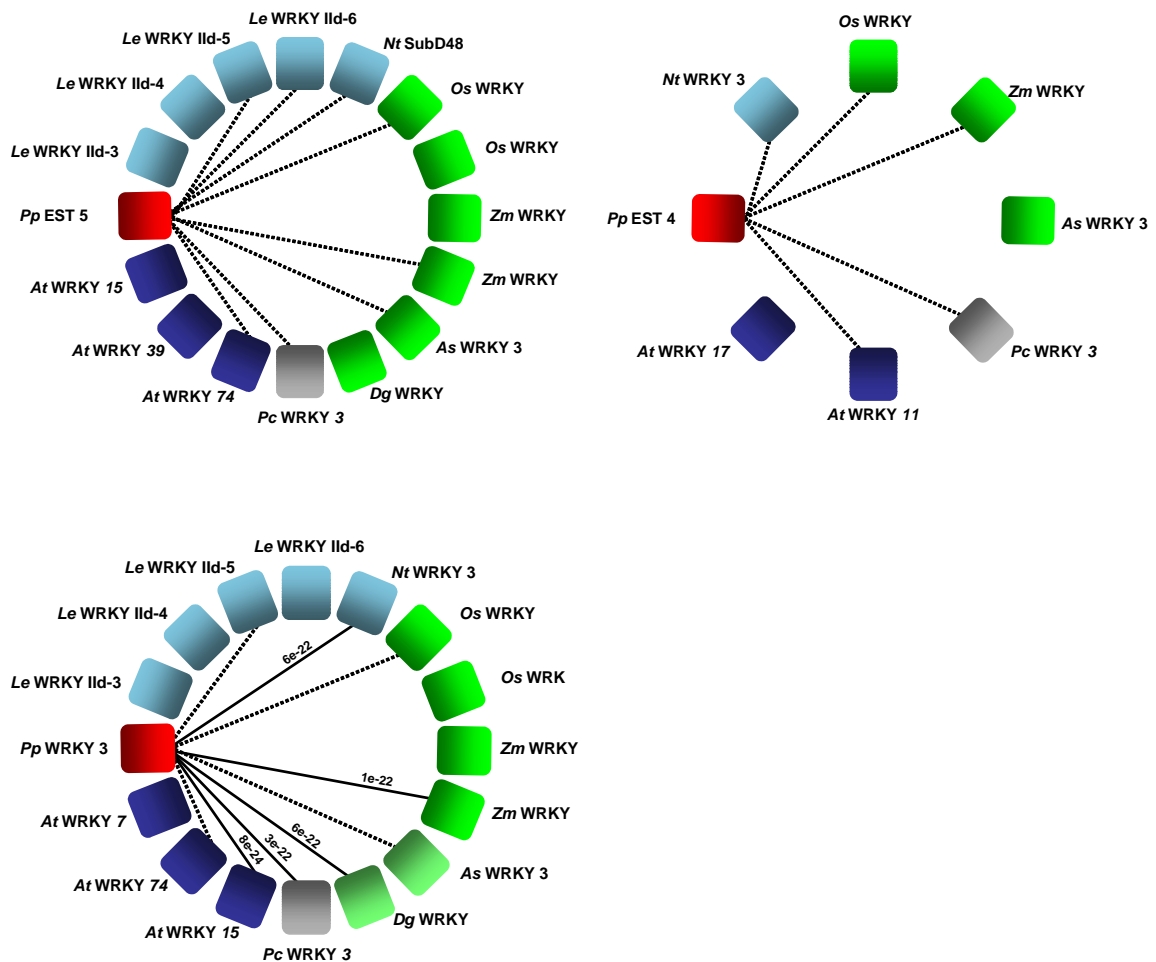 Le WRKY IId-6
Le WRKY IId-5
Nt SubD48
Le WRKY IId-4
Os WRKY
Le WRKY IId-3
Os WRKY
Pp EST 5
Zm WRKY
At WRKY 15
Zm WRKY
At WRKY 39
As WRKY 3
At WRKY 74
Dg WRKY
Pc WRKY 3
Os WRKY
Nt WRKY 3
Zm WRKY
Pp EST 4
As WRKY 3
At WRKY 17
Pc WRKY 3
At WRKY 11
Le WRKY IId-6
Le WRKY IId-5
Nt WRKY 3
Le WRKY IId-4
Os WRKY
6e-22
Le WRKY IId-3
Os WRK
Pp WRKY 3
Zm WRKY
1e-22
At WRKY 7
Zm WRKY
6e-22
3e-22
8e-24
As WRKY 3
At WRKY 74
Dg WRKY
At WRKY 15
Pc WRKY 3